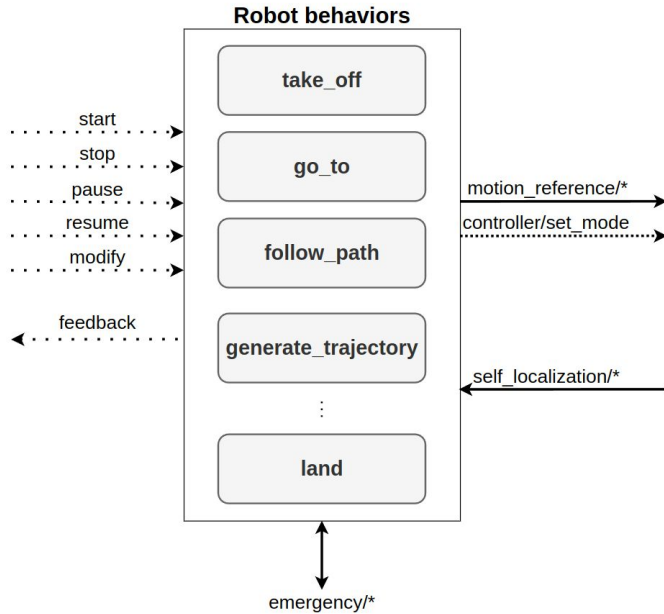 Robot behaviors
take_off
start
stop
go_to
pause
motion_reference/*
resume
controller/set_mode
modify
follow_path
feedback
generate_trajectory
self_localization/*
land
emergency/*